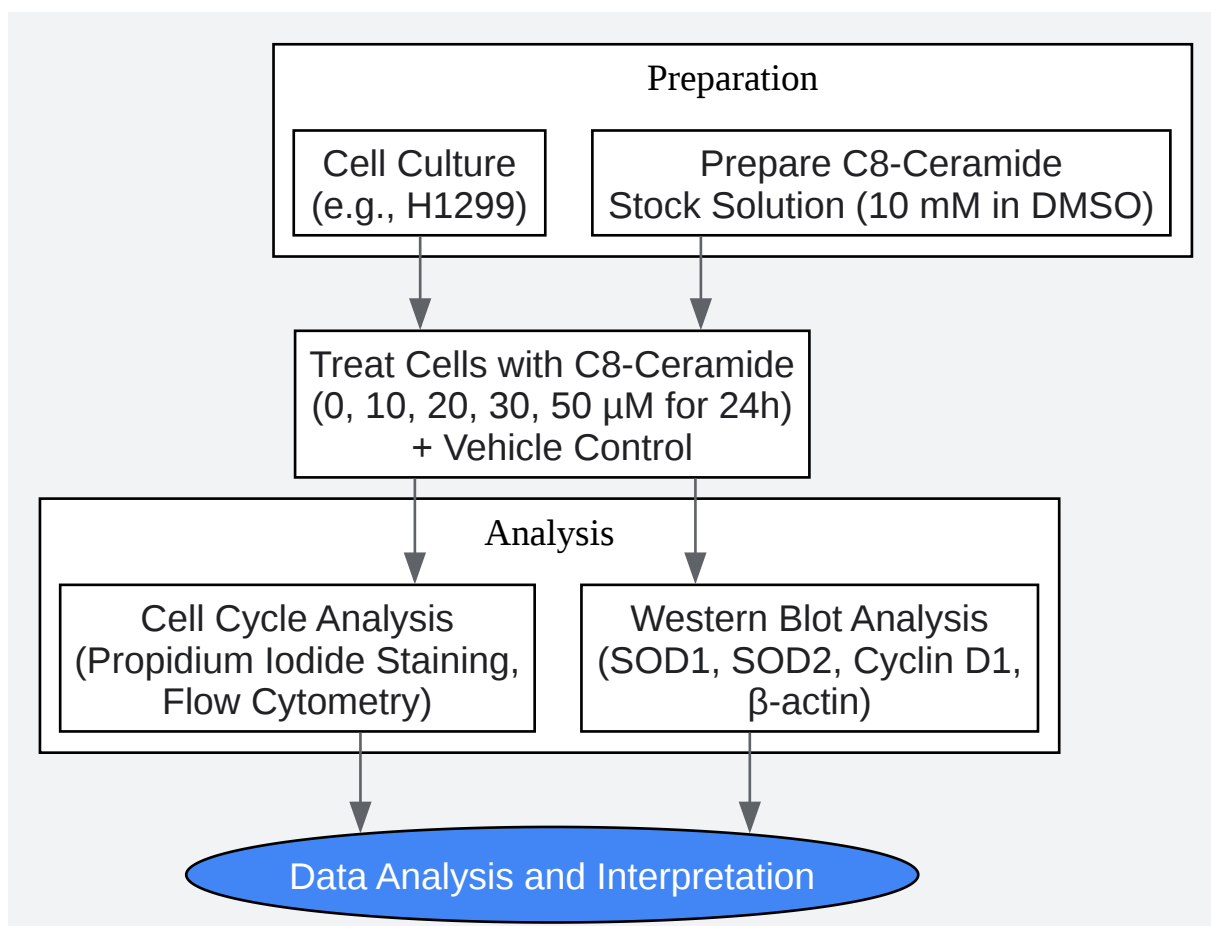 Preparation
Cell Culture
(e.g., H1299)
Prepare C8-Ceramide
Stock Solution (10 mM in DMSO)
Treat Cells with C8-Ceramide
(0, 10, 20, 30, 50 µM for 24h)
+ Vehicle Control
Analysis
Cell Cycle Analysis
(Propidium Iodide Staining,
Flow Cytometry)
Western Blot Analysis
(SOD1, SOD2, Cyclin D1,
β-actin)
Data Analysis and Interpretation